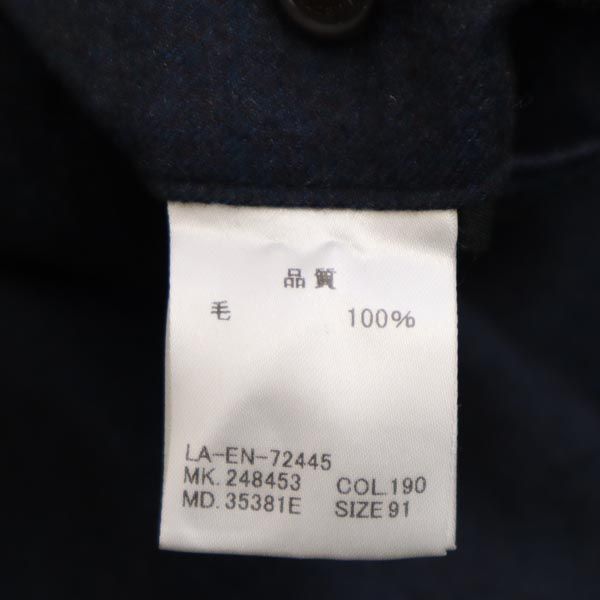 品質
毛 100%
LA-EN-72445
MK. 248453 COL.190
MD. 35381E SIZE 91